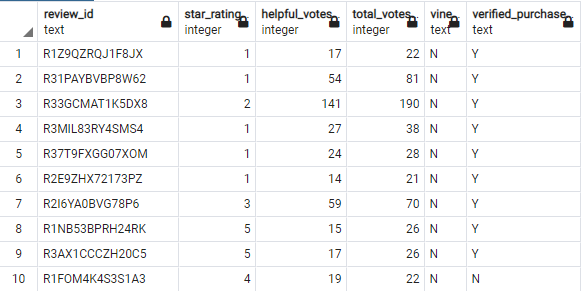 review_id star_rating helpful_votes total_votes vine verified_purchase
text integer integer integer text text
1 R1Z9QZRQJ1F8JX 1 17 22 N Y
2 R31PAYBVBP8W62 1 54 81 N Y
3 R33GCMAT1K5DX8 2 141 190 N Y
4 R3MIL83RY4SMS4 1 27 38 N Y
5 R37T9FXGG07XOM 1 24 28 N Y
6 R2E9ZHX72173PZ 1 14 21 N Y
7 R2I6YA0BVG78P6 3 59 70 N Y
8 R1NB53BPRH24RK 5 15 26 N Y
9 R3AX1CCCZH20C5 5 17 26 N Y
10 R1FOM4K4S3S1A3 4 19 22 N N